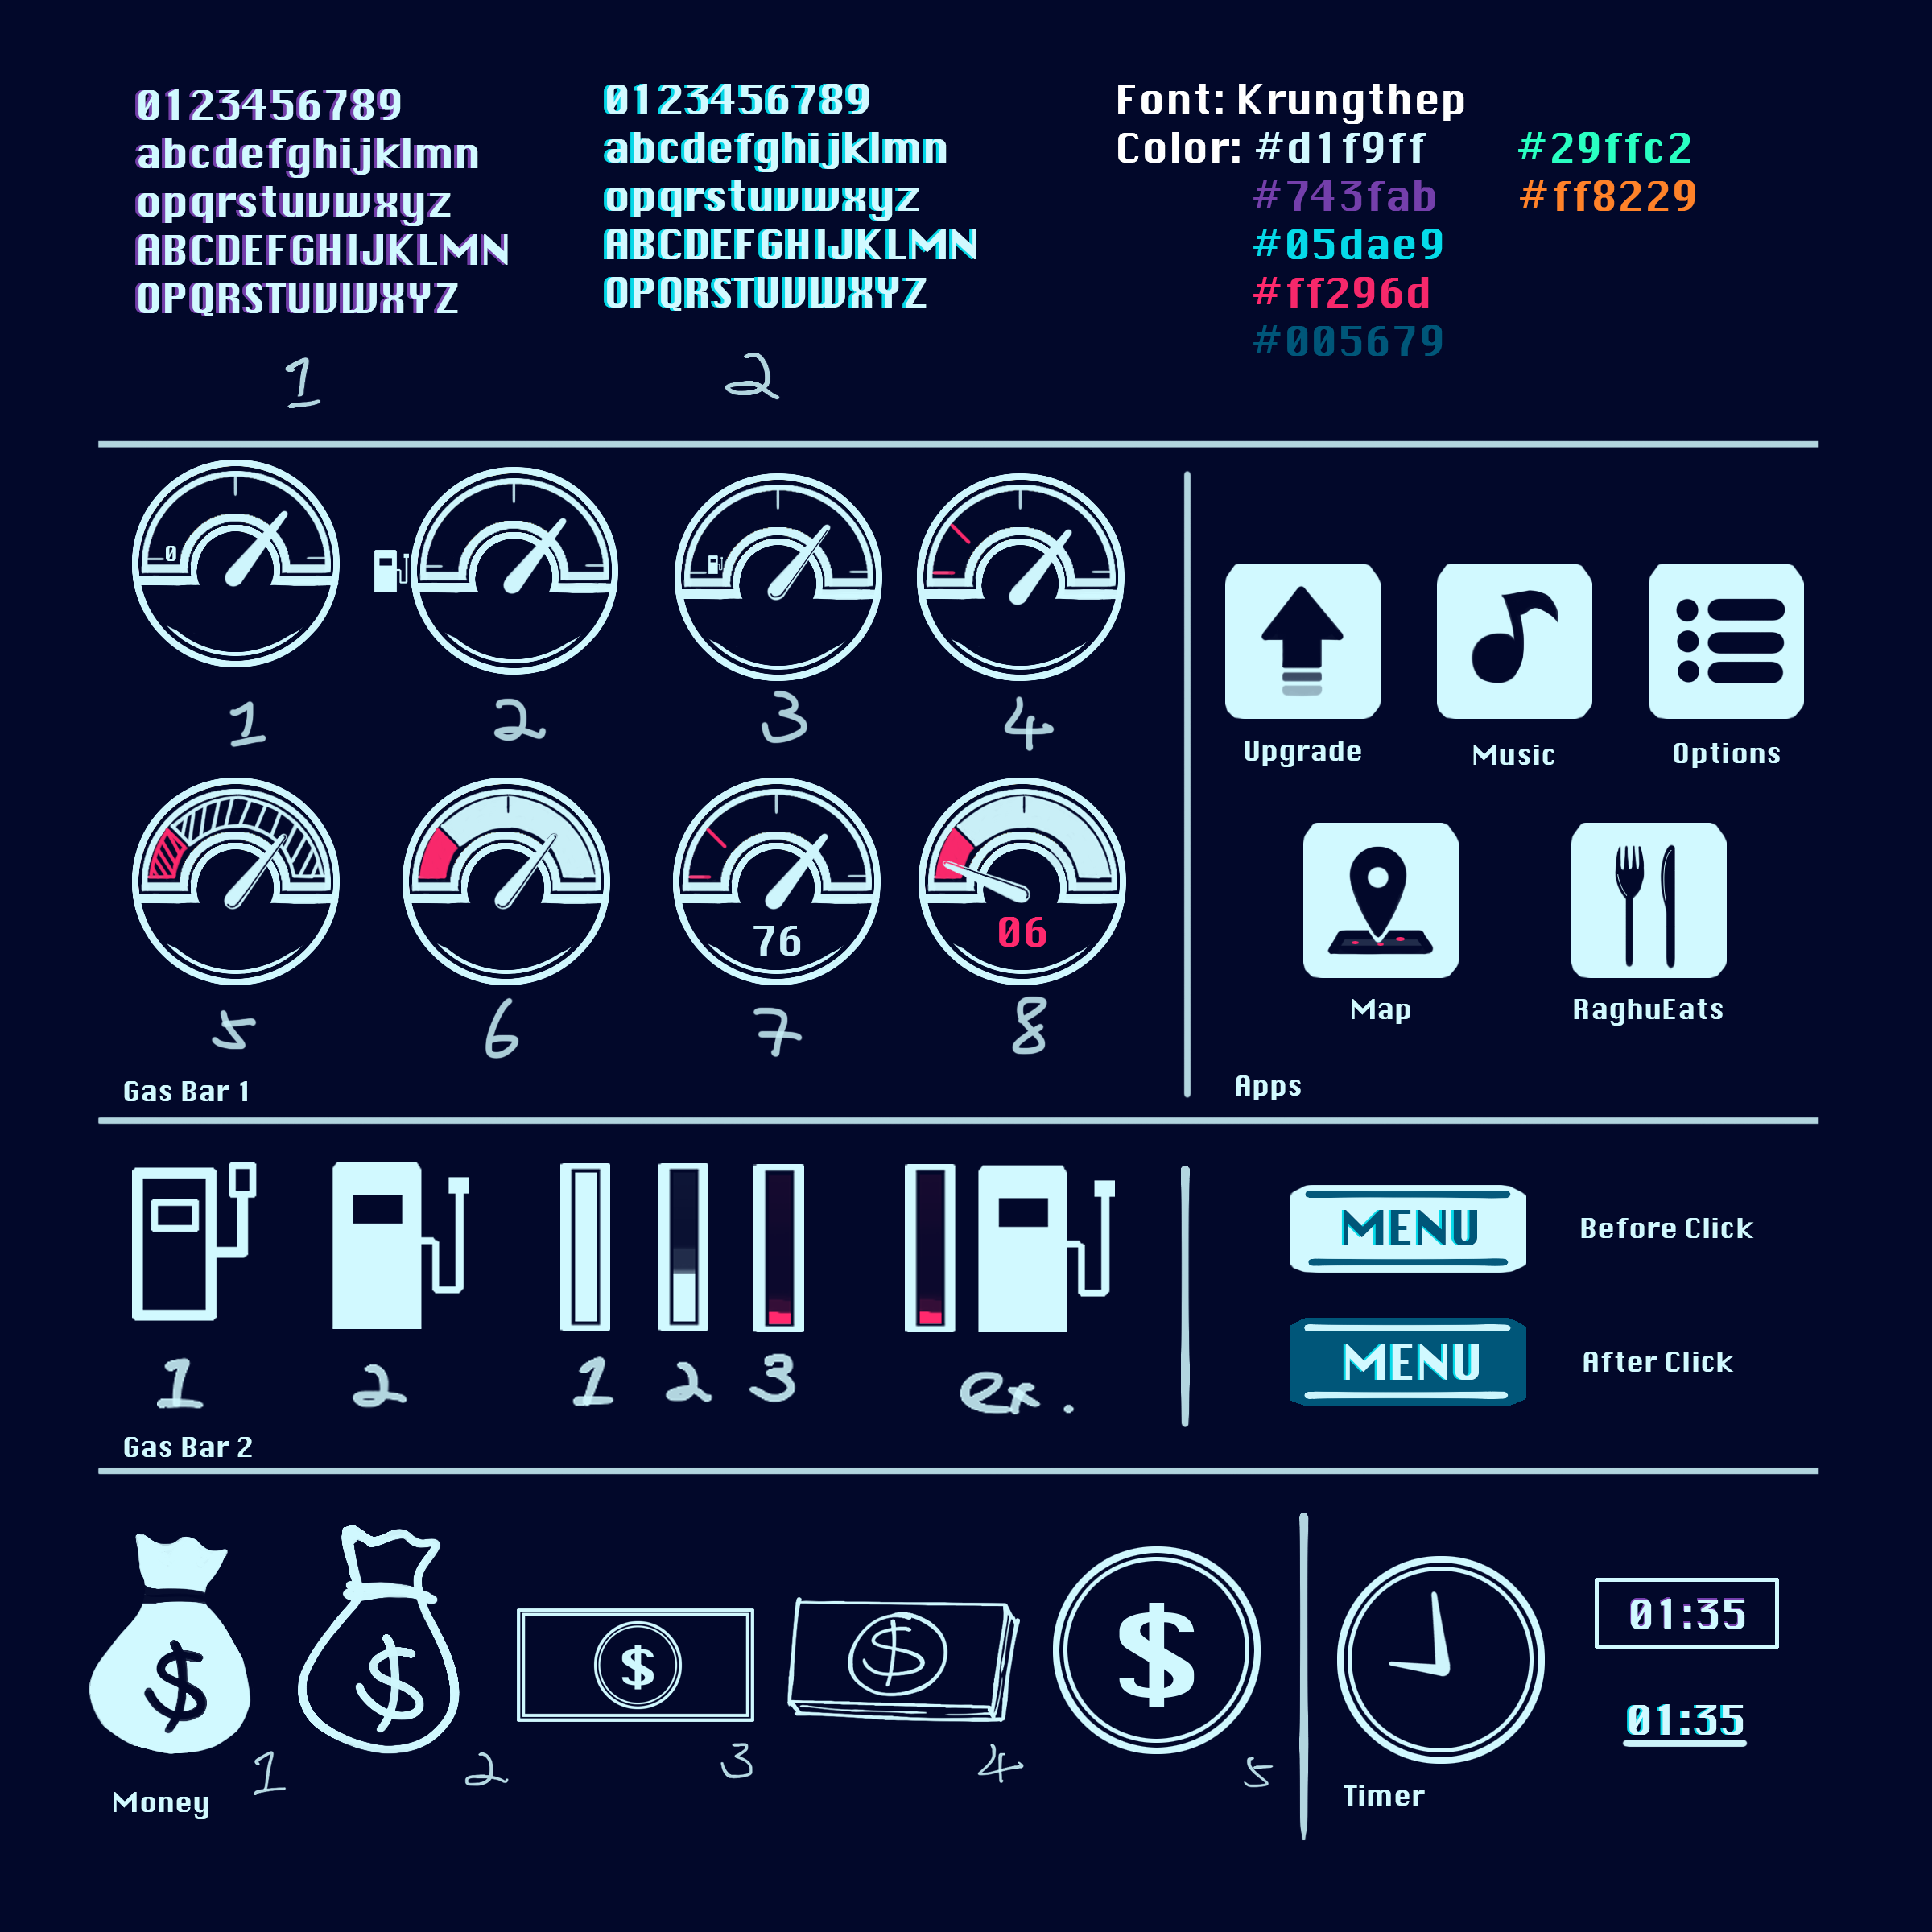 0123456789
abcdefghijklmn
opqrstuvwxyz
ABCDEFGHIJKLMN
OPQRSTUVWXYZ
1
0123456789
abcdefghijklmn
opqrstuvwxyz
ABCDEFGHIJKLMN
OPQRSTUVWXYZ
2
Font: Krungthep
Color: #d1f9ff #29ffc2
#743fab #ff8229
#05dae9
#ff296d
#005679
0
1 2 3 4
76 06
5 6 7 8
Gas Bar 1
Upgrade Music Options
Map RaghuEats
Apps
1 2 1 2 3 ex.
Gas Bar 2
MENU Before Click
MENU After Click
$ $ $ $ $
1 2 3 4 5
Money
01:35
01:35
Timer